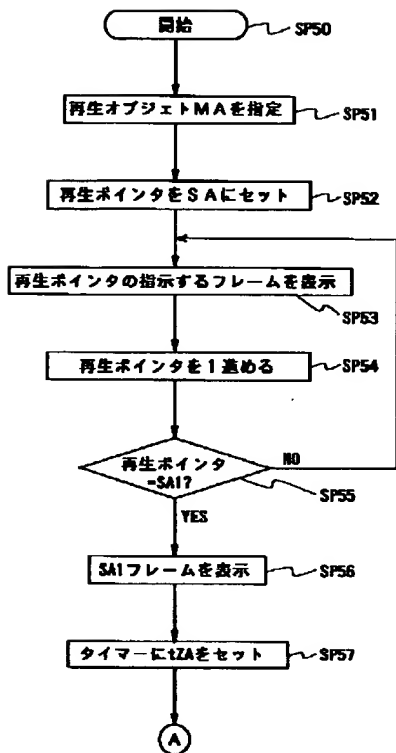 開始
SP50
再生オブジェトMAを指定
SP51
再生ポインタをSAにセット
SP52
再生ポインタの指示するフレームを表示
SP53
再生ポインタを1進める
SP54
再生ポインタ
=SA1?
NO
SP55
YES
SA1フレームを表示
SP56
タイマーにtZAをセット
SP57
A